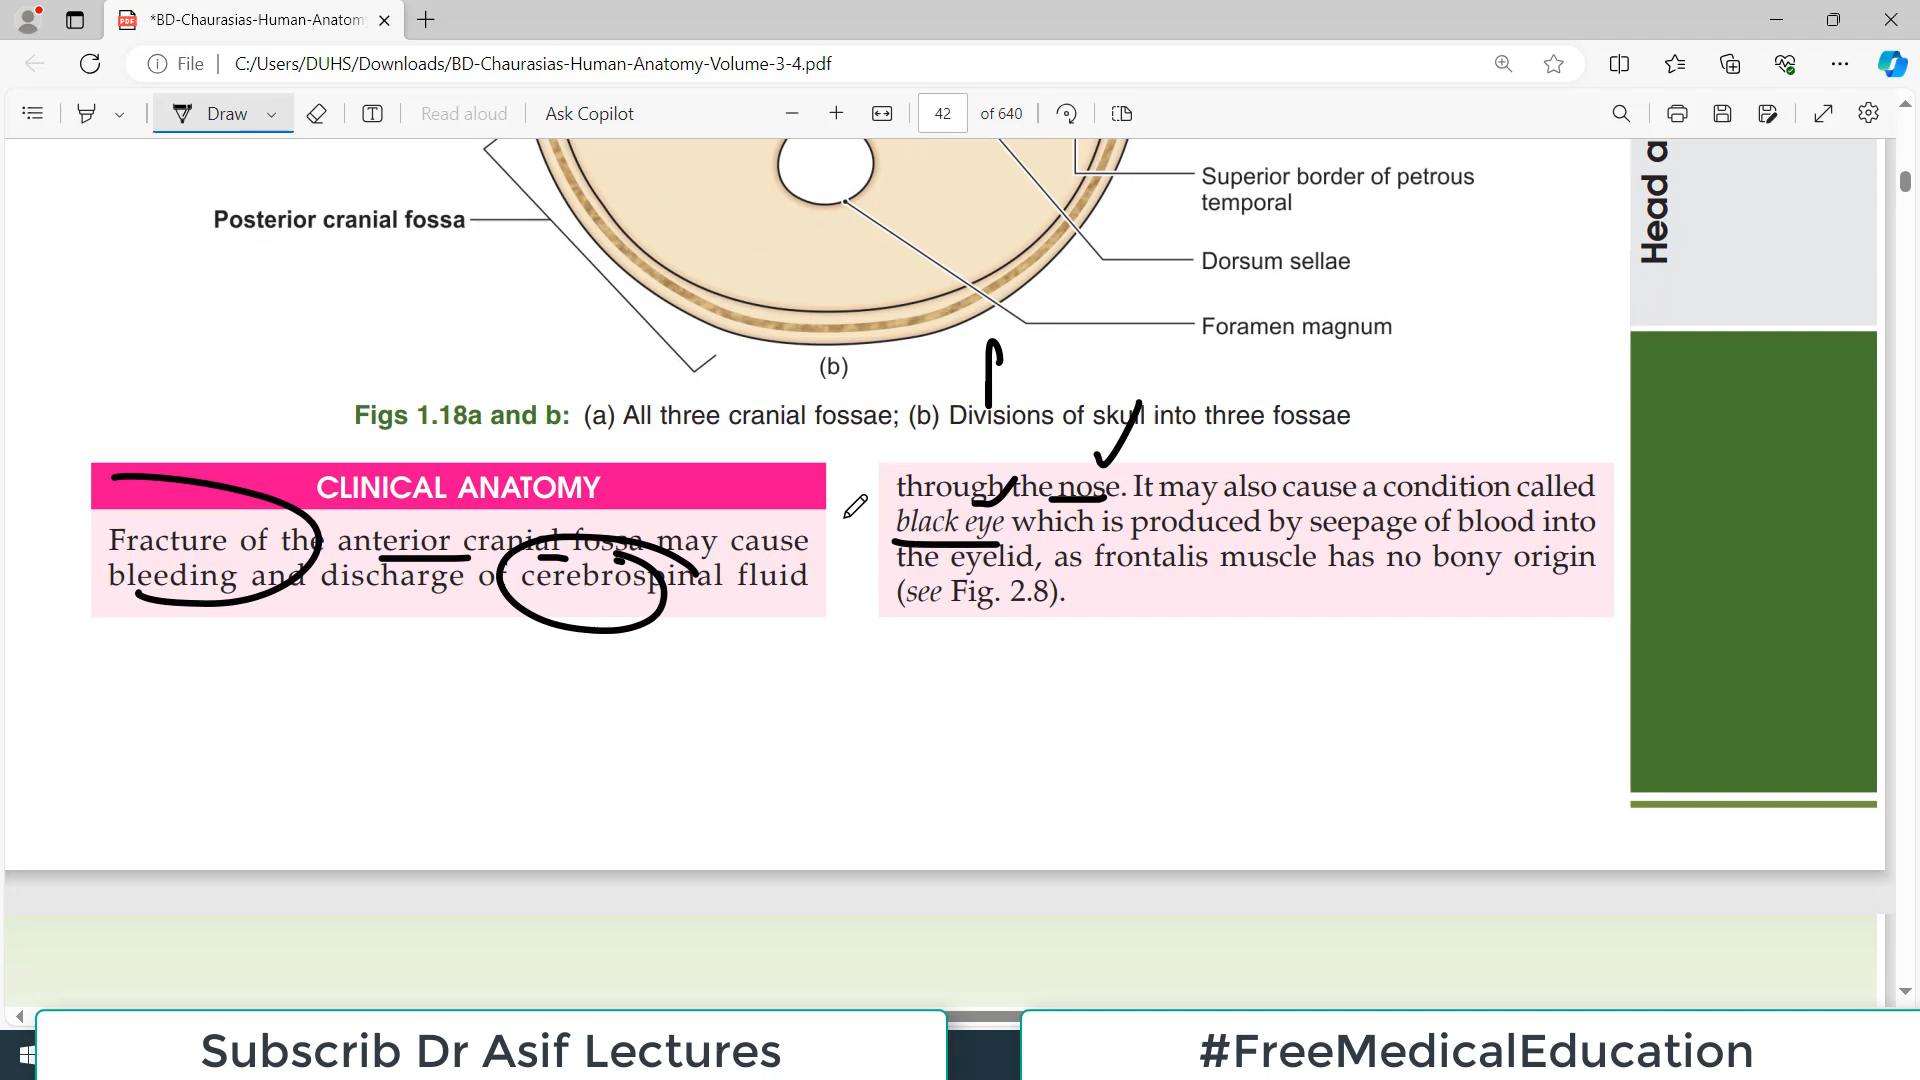 *BD-Chaurasias-Human-Anatom
File
C:/Users/DUHS/Downloads/BD-Chaurasias-Human-Anatomy-Volume-3-4.pdf
Draw
Read aloud
Ask Copilot
42
of 640
Superior border of petrous
temporal
Posterior cranial fossa
Dorsum sellae
Foramen magnum
(b)
Head a
Figs 1.18a and b: (a) All three cranial fossae; (b) Divisions of skull into three fossae
CLINICAL ANATOMY
Fracture of the anterior cranial fossa may cause
bleeding and discharge of cerebrospinal fluid
through the nose. It may also cause a condition called
black eye which is produced by seepage of blood into
the eyelid, as frontalis muscle has no bony origin
(see Fig. 2.8).
Subscrib Dr Asif Lectures
#FreeMedicalEducation